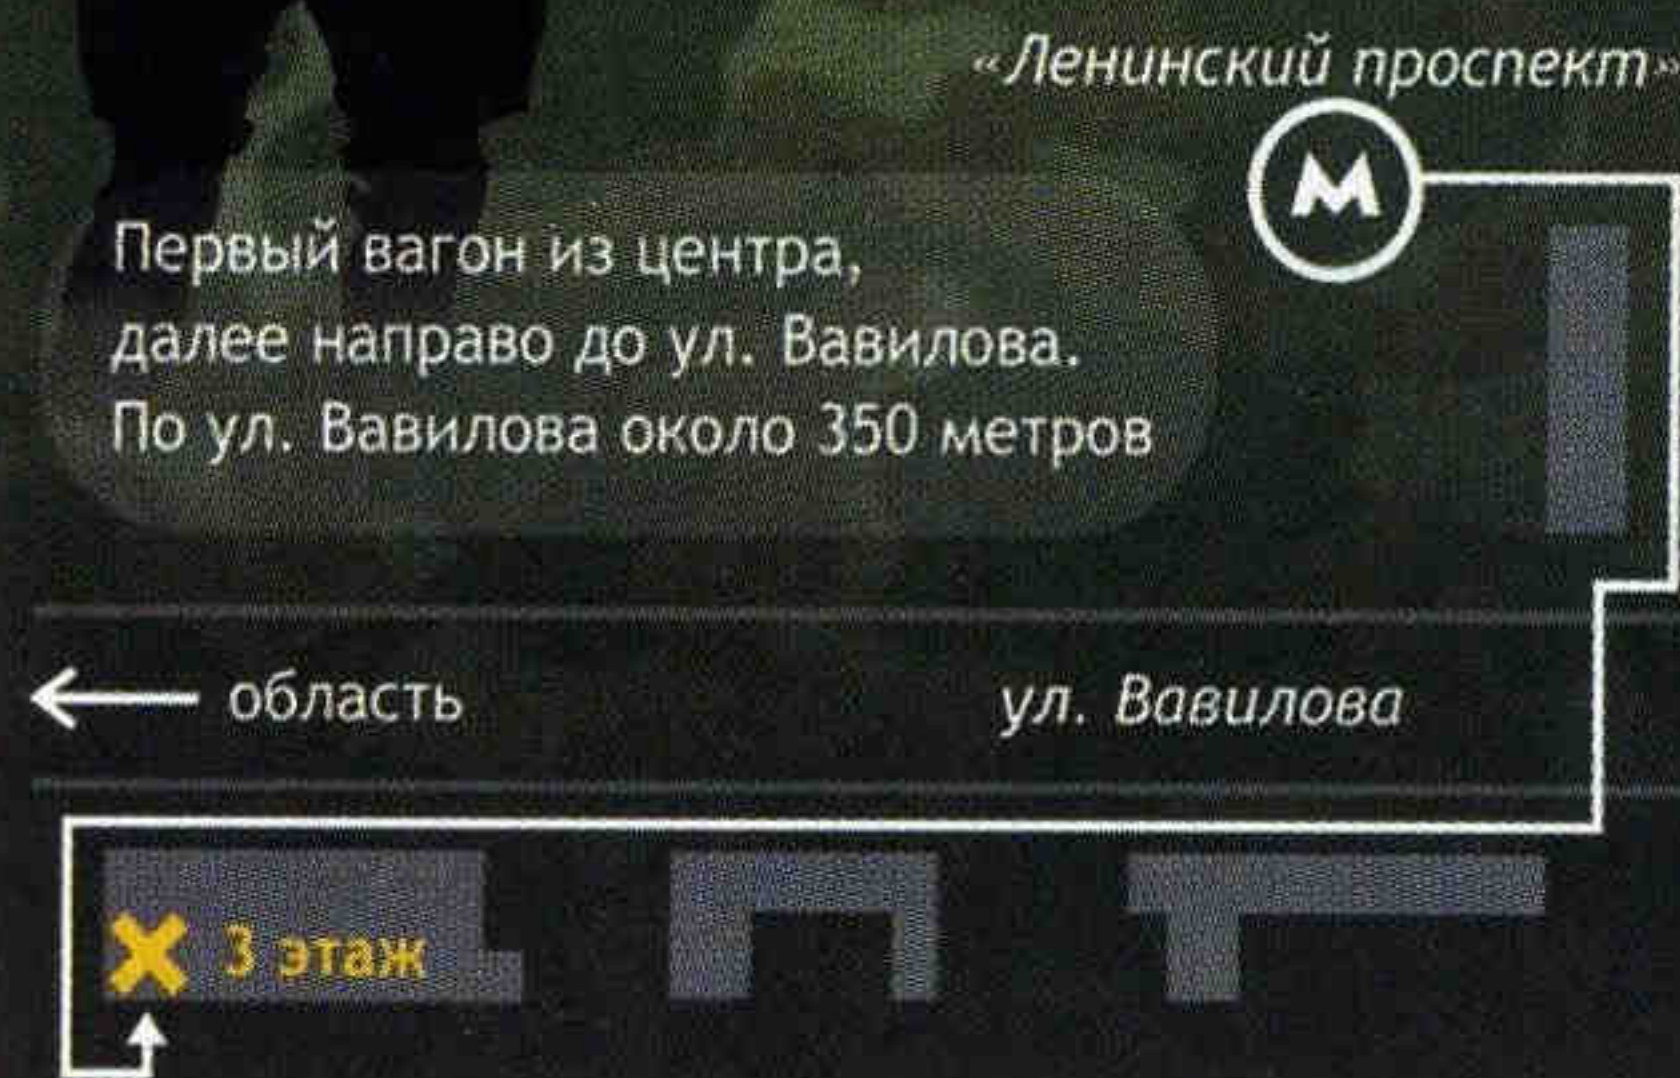 «Ленинский проспект»
М
Первый вагон из центра,
далее направо до ул. Вавилова.
По ул. Вавилова около 350 метров
область
ул. Вавилова
3 этаж